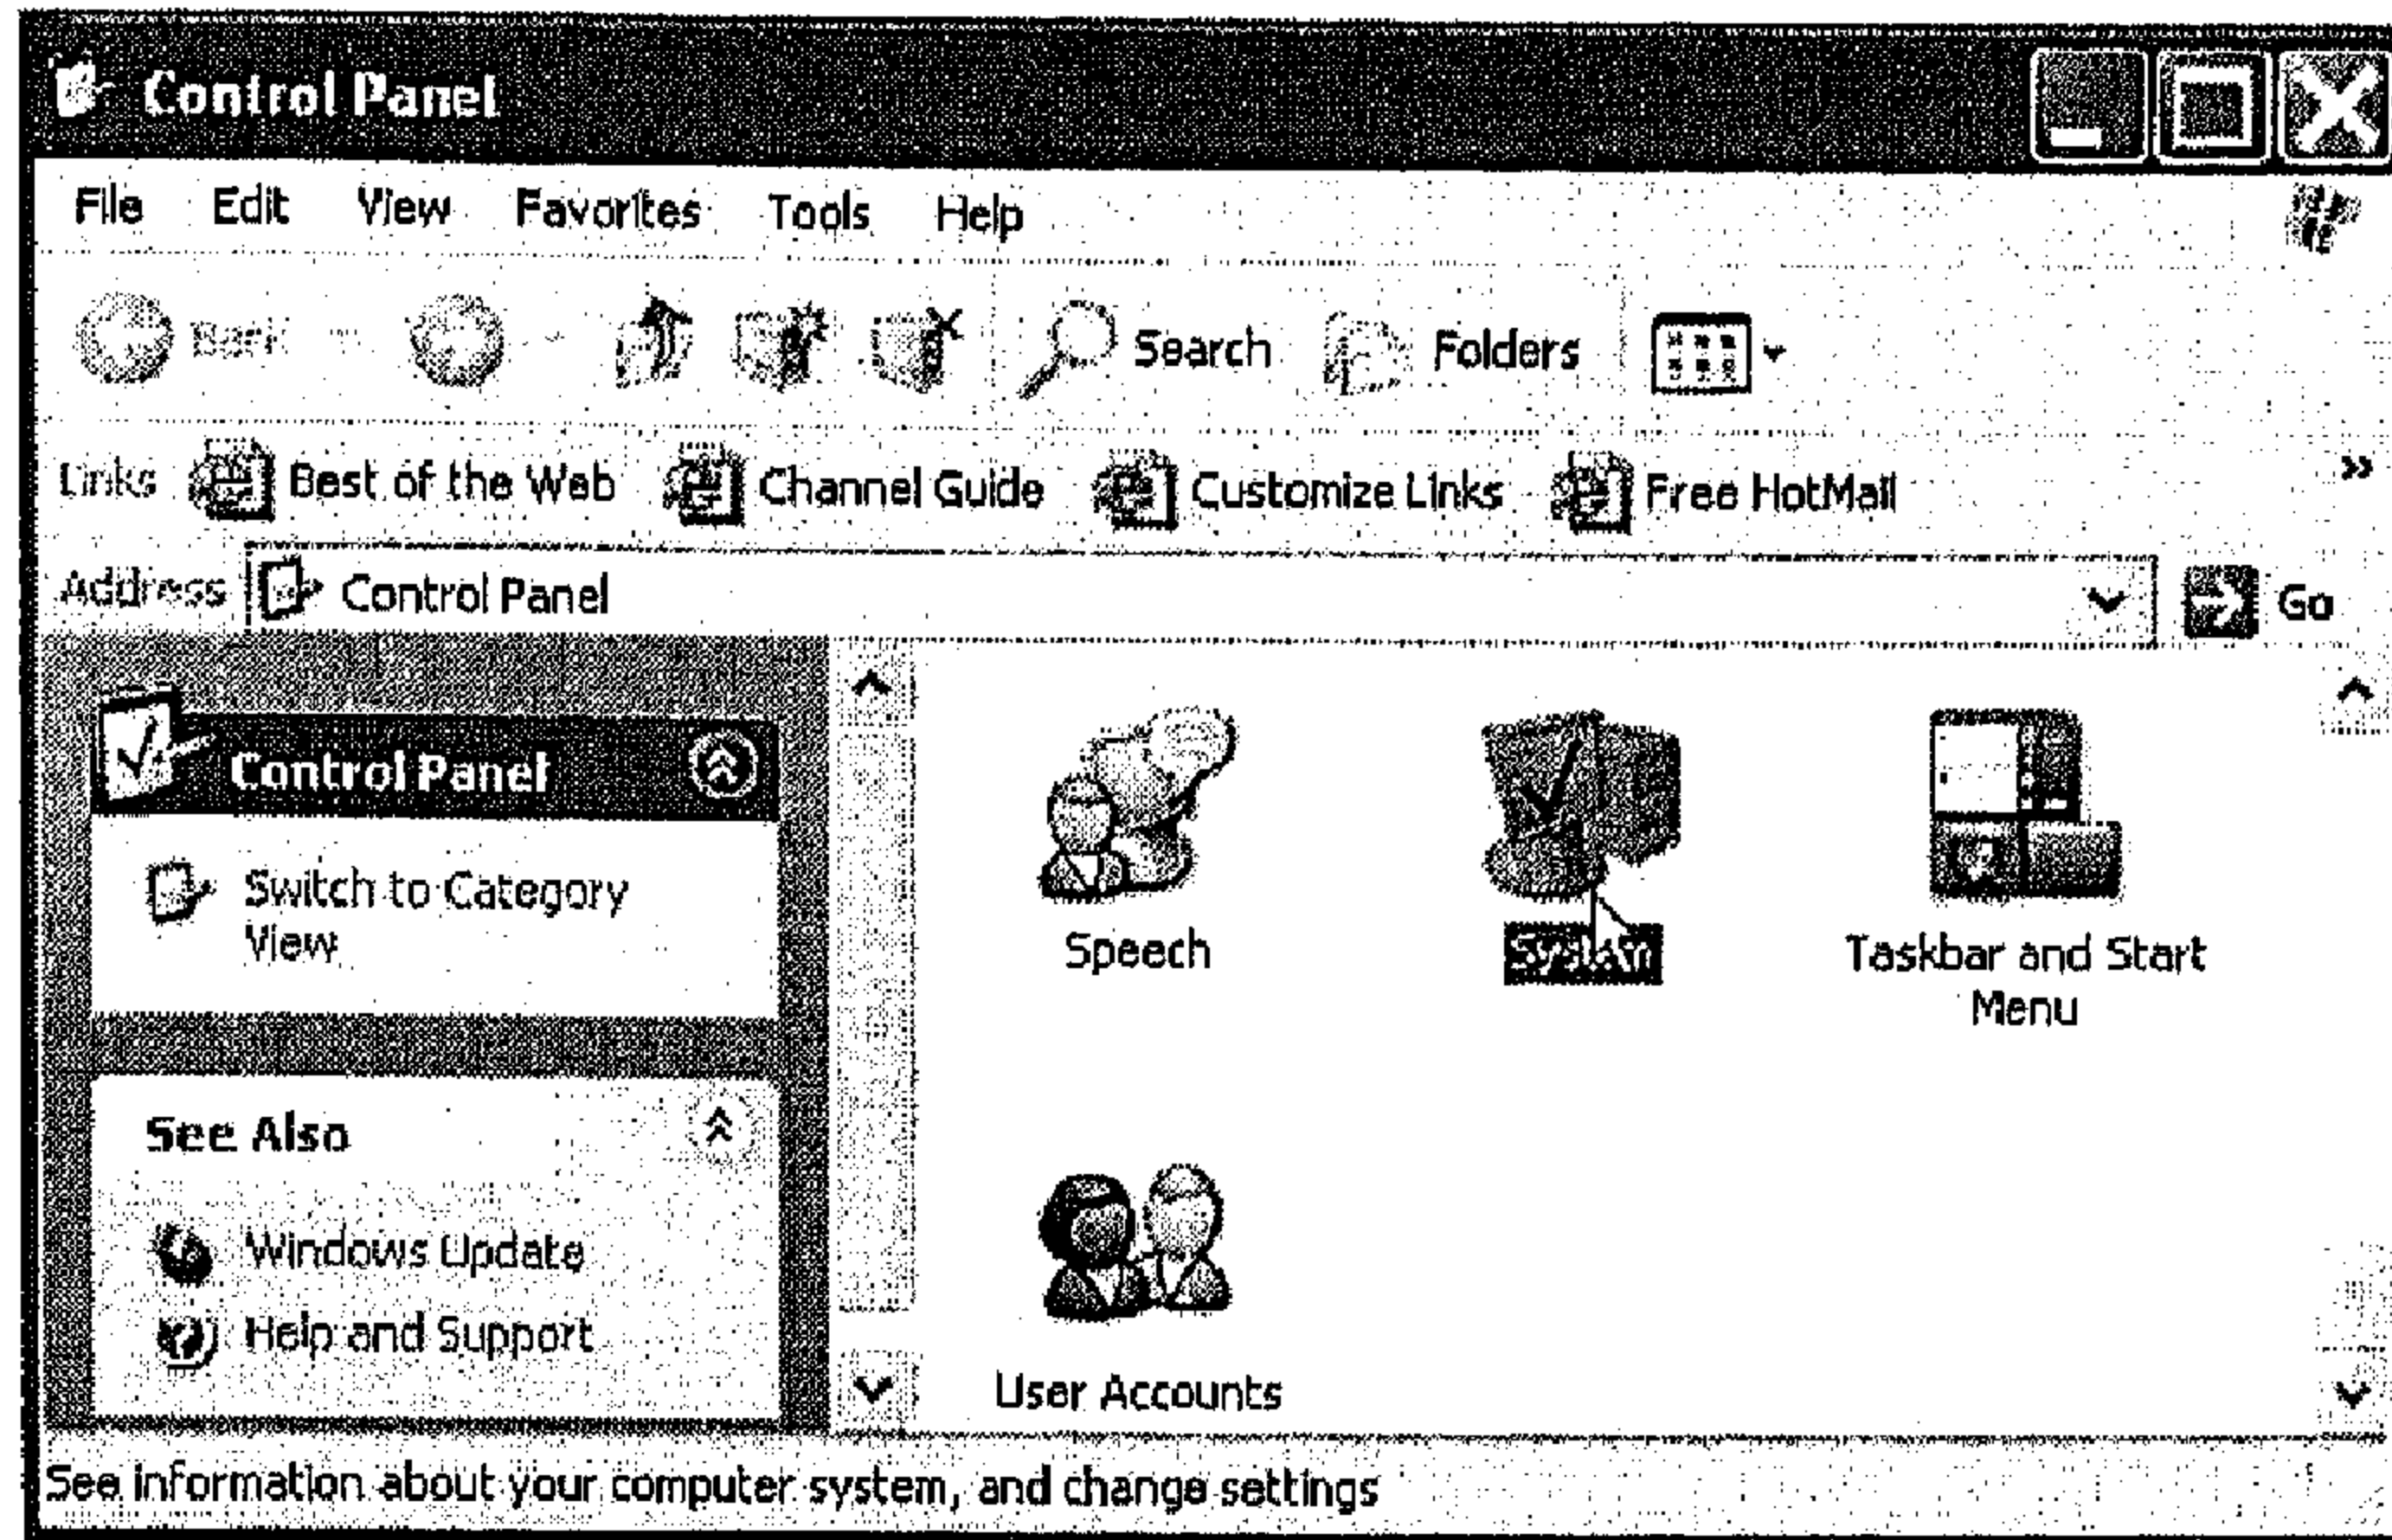 Control Panel
File Edit View Favorites Tools Help
Back Search Folders
Links Best of the Web Channel Guide Customize Links Free HotMail »
Address Control Panel Go
Control Panel
Switch to Category
View
See Also
Windows Update
Help and Support
Speech
System
Taskbar and Start
Menu
User Accounts
See information about your computer system, and change settings